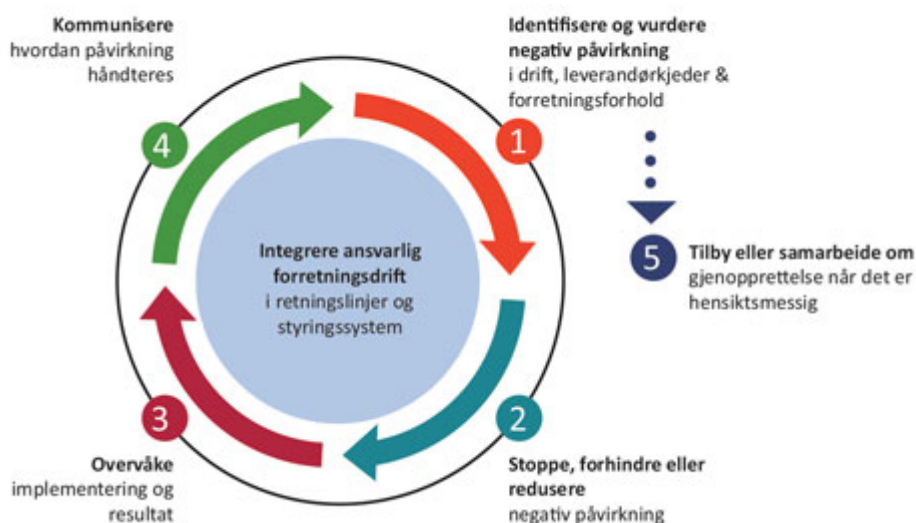 Kommunisere
hvordan påvirkning
håndteres
4
Identifisere og vurdere
negativ påvirkning
i drift, leverandørkjeder &
forretningsforhold
1
Integrere ansvarlig
forretningsdrift
i retningslinjer og
styringssystem
5
Tilby eller samarbeide om
gjenopprettelse når det er
hensiktsmessig
3
Overvåke
implementering og
resultat
2
Stoppe, forhindre eller
redusere
negativ påvirkning